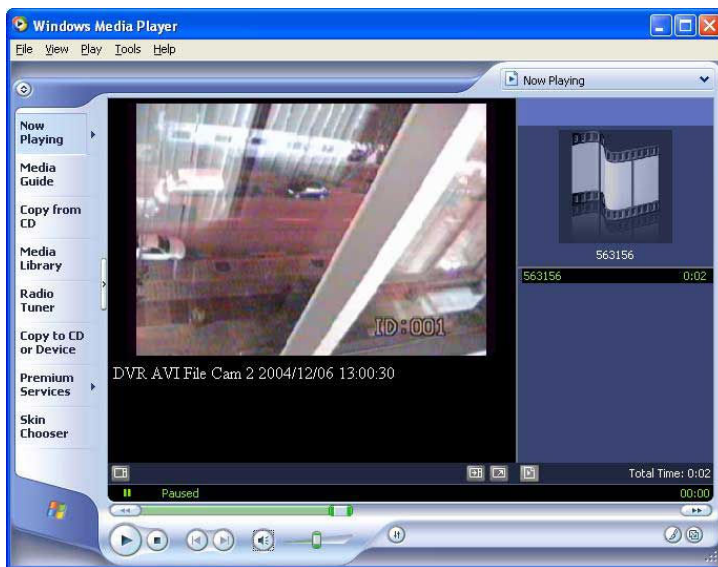 Windows Media Player
File View Play Tools Help
Now Playing
Now
Playing
Media
Guide
Copy from
CD
Media
Library
Radio
Tuner
Copy to CD
or Device
Premium
Services
Skin
Chooser
ID:001
DVR AVI File Cam 2 2004/12/06 13:00:30
563156
563156 0:02
Total Time: 0:02
Paused 00:00